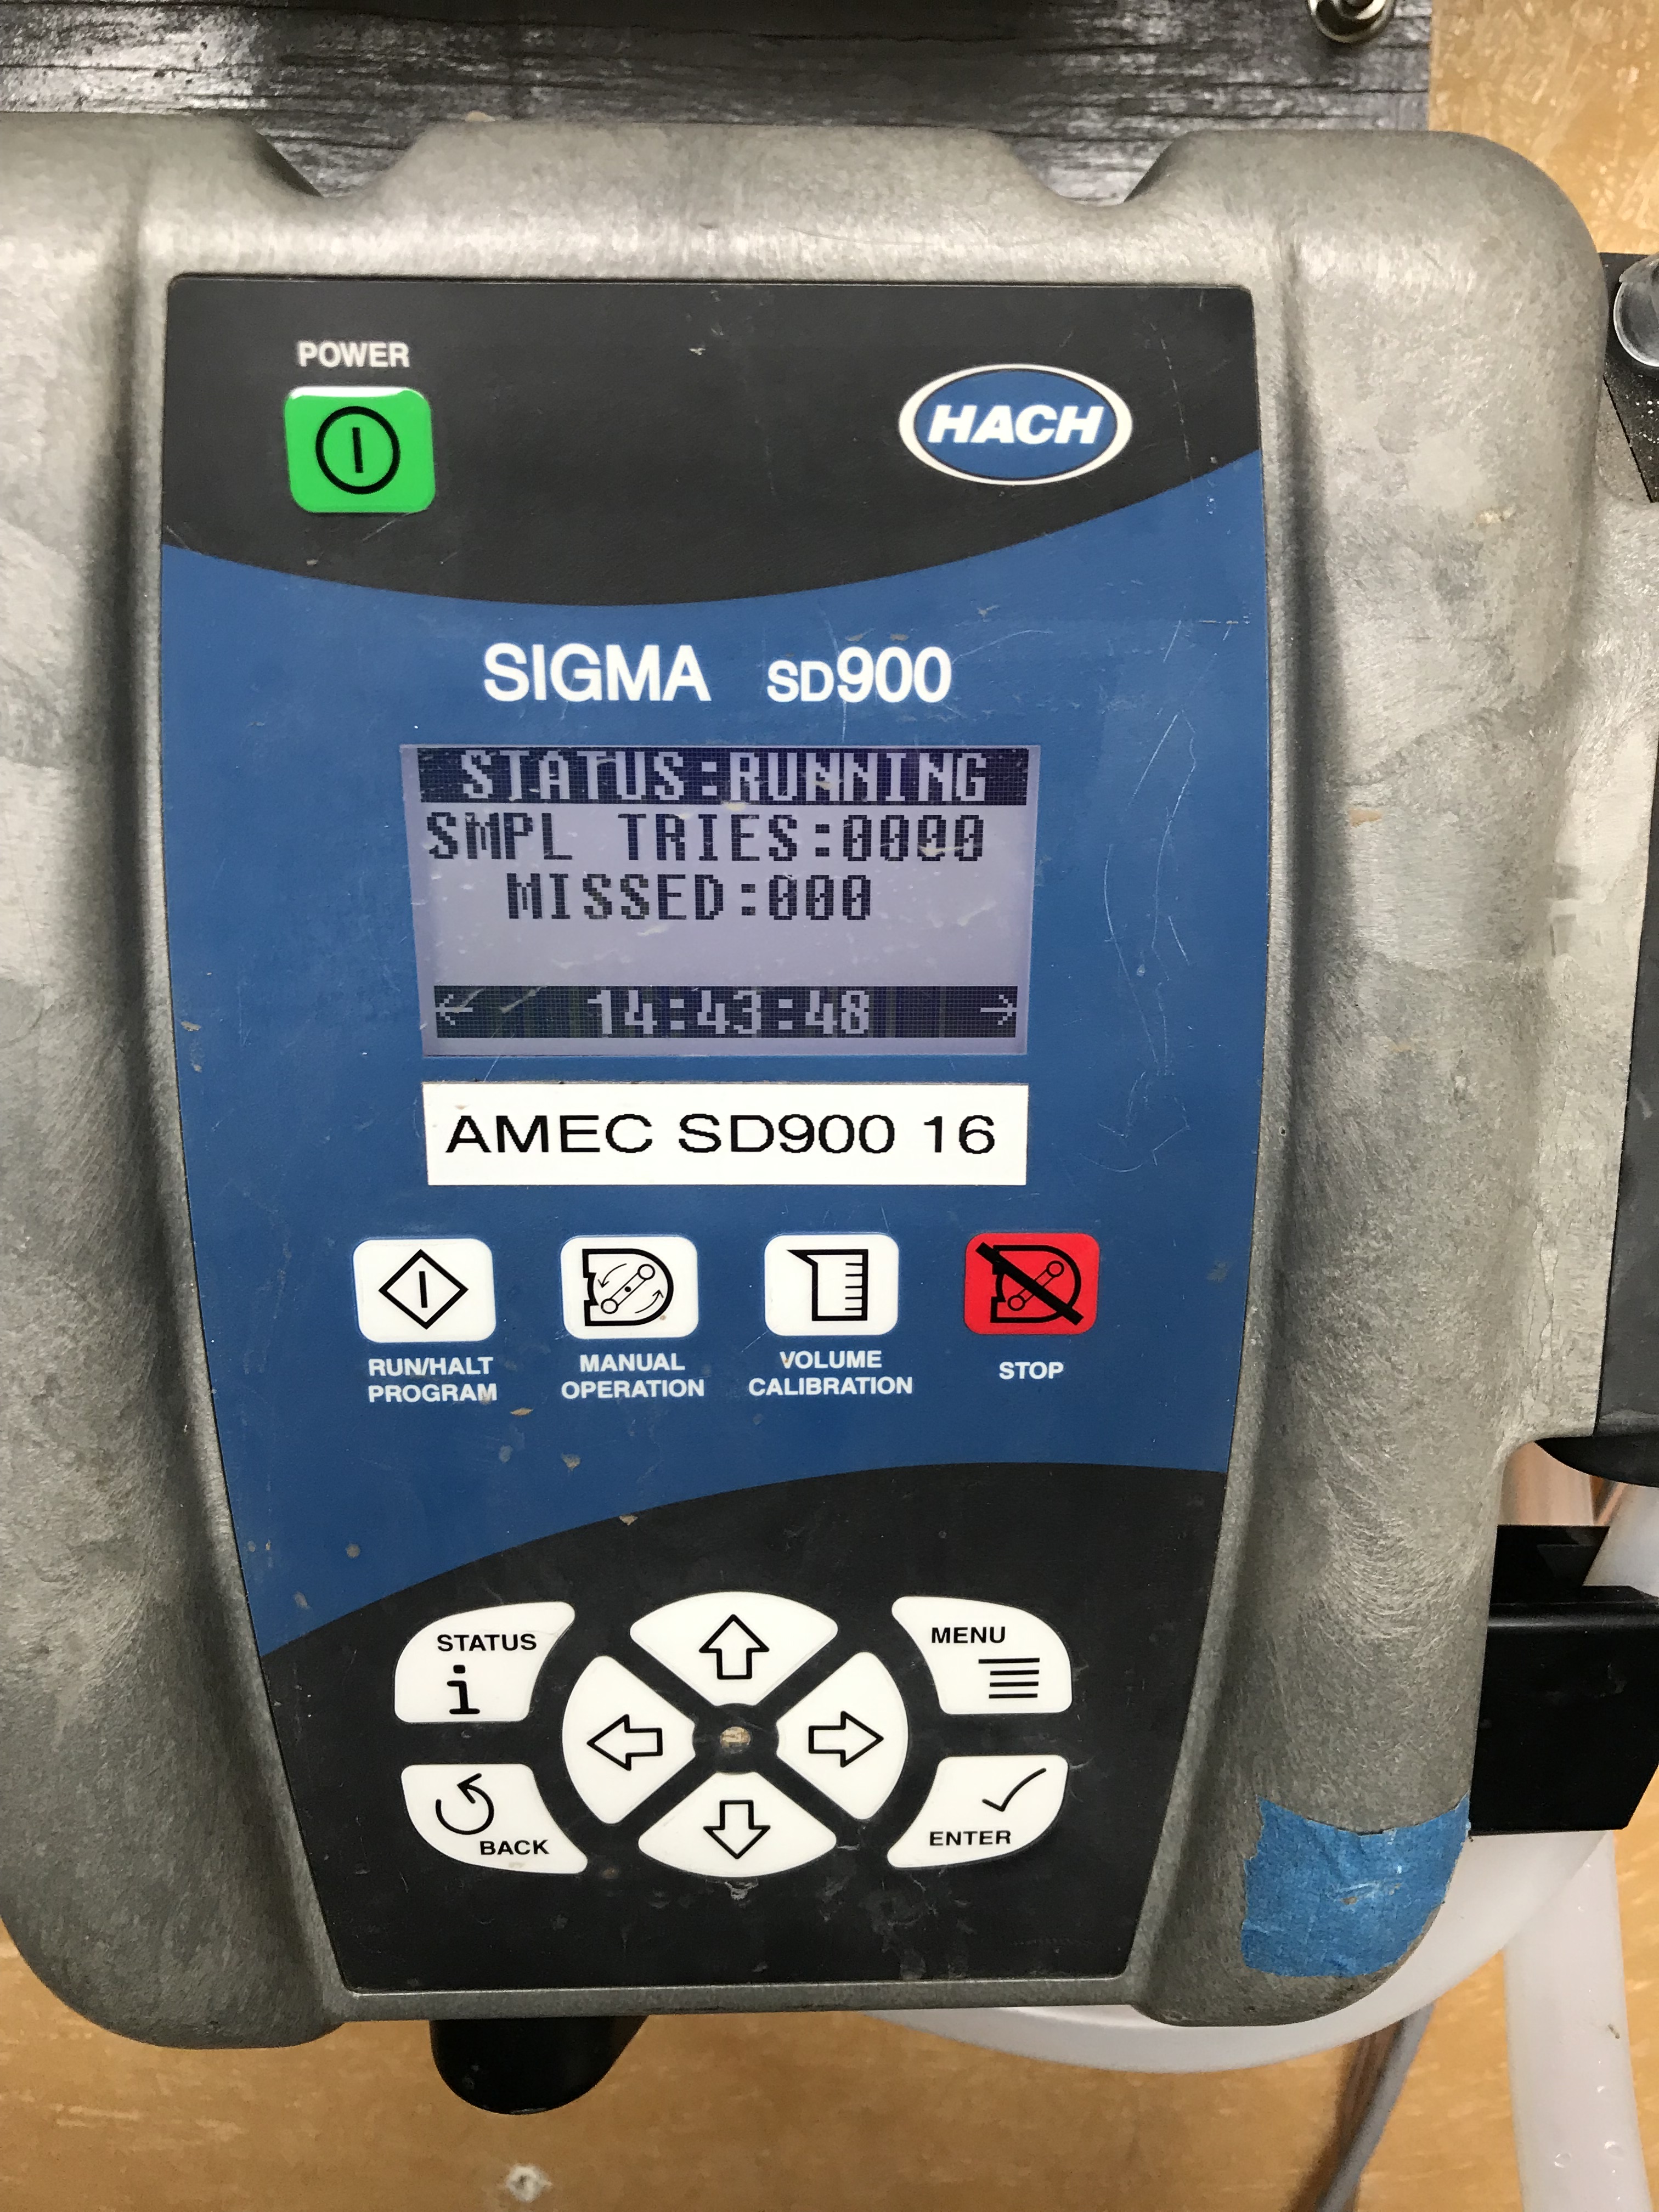 POWER
HACH
SIGMA SD900
STATUS:RUNNING
SMPL TRIES:0000
MISSED:000
← 14:43:48 →
AMEC SD900 16
RUN/HALT
PROGRAM
MANUAL
OPERATION
VOLUME
CALIBRATION
STOP
STATUS
i
MENU
BACK
ENTER